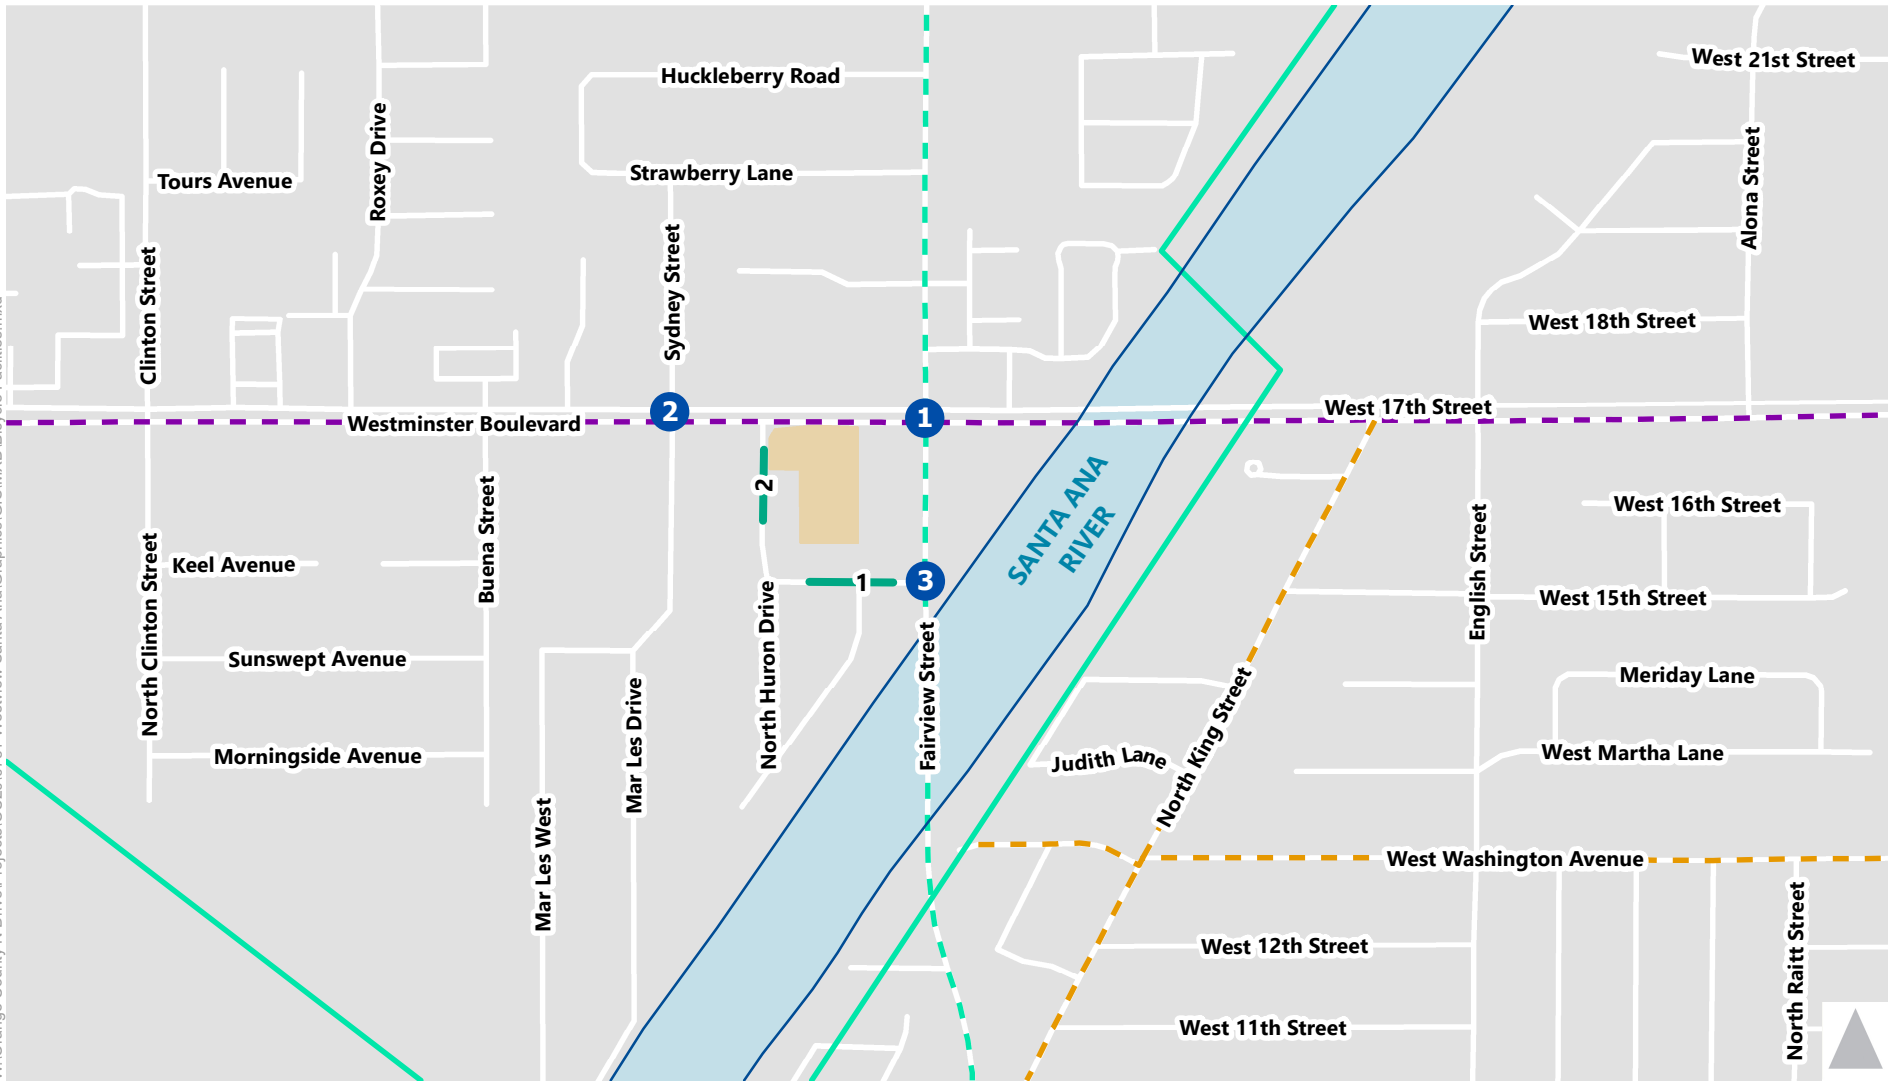 Huckleberry Road
West 21st Street
Roxey Drive
Strawberry Lane
Tours Avenue
Alona Street
Sydney Street
Clinton Street
West 18th Street
West 17th Street
2
1
Westminster Boulevard
SANTA ANA
RIVER
2
Buena Street
West 16th Street
English Street
Keel Avenue
North Clinton Street
1
3
West 15th Street
North Huron Drive
Fairview Street
Sunswept Avenue
Meriday Lane
Mar Les Drive
North King Street
Morningside Avenue
Judith Lane
West Martha Lane
Mar Les West
West Washington Avenue
North Raitt Street
West 12th Street
West 11th Street